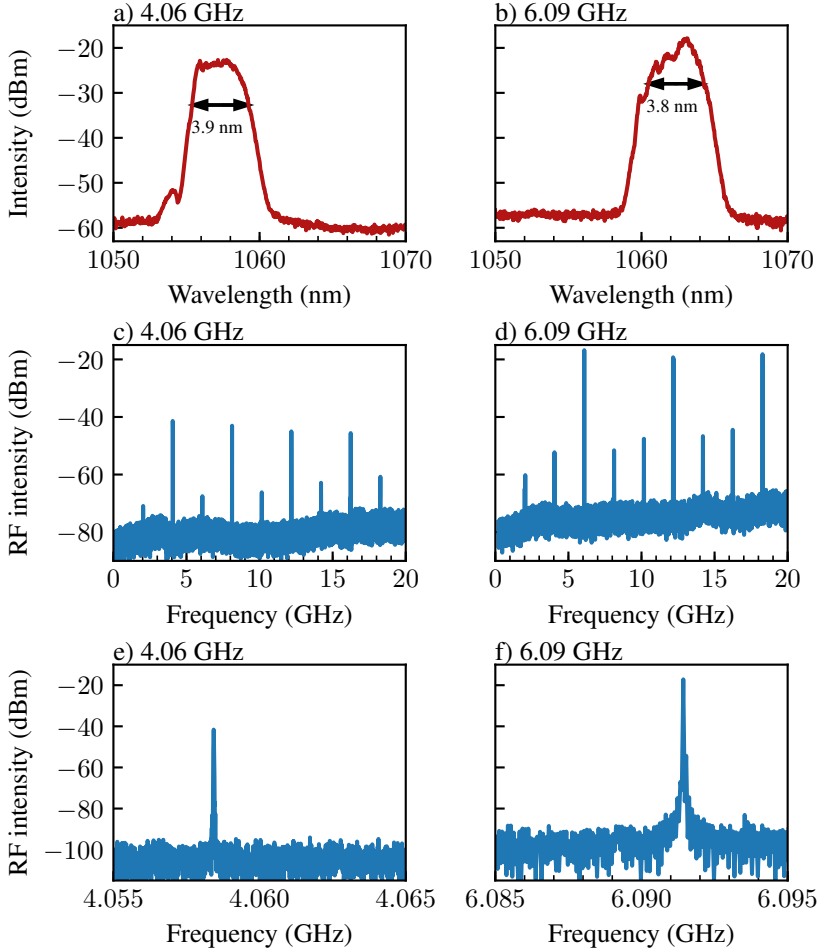 a) 4.06 GHz
b) 6.09 GHz
Intensity (dBm)
−20
−30
−40
−50
−60
3.9 nm
3.8 nm
1050 1060 1070
1050 1060 1070
Wavelength (nm)
Wavelength (nm)
c) 4.06 GHz
d) 6.09 GHz
RF intensity (dBm)
−20
−40
−60
−80
0 5 10 15 20
0 5 10 15 20
Frequency (GHz)
Frequency (GHz)
e) 4.06 GHz
f) 6.09 GHz
RF intensity (dBm)
−20
−40
−60
−80
−100
4.055 4.060 4.065
6.085 6.090 6.095
Frequency (GHz)
Frequency (GHz)